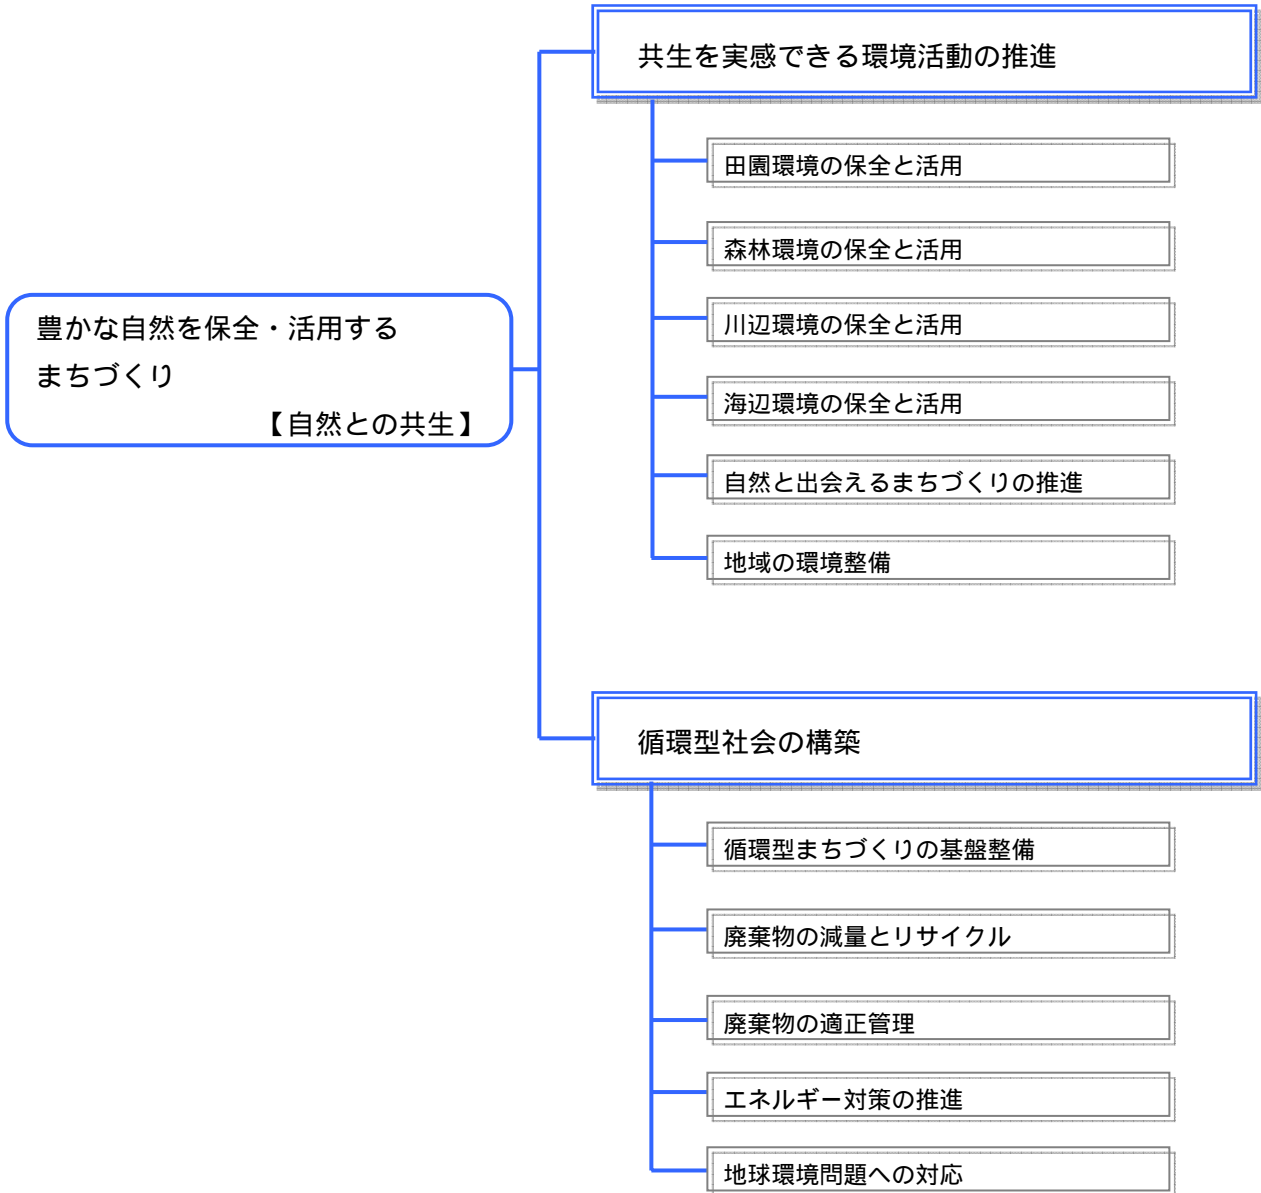 豊かな自然を保全・活用する
まちづくり
【自然との共生】
共生を実感できる環境活動の推進
田園環境の保全と活用
森林環境の保全と活用
川辺環境の保全と活用
海辺環境の保全と活用
自然と出会えるまちづくりの推進
地域の環境整備
循環型社会の構築
循環型まちづくりの基盤整備
廃棄物の減量とリサイクル
廃棄物の適正管理
エネルギー対策の推進
地球環境問題への対応